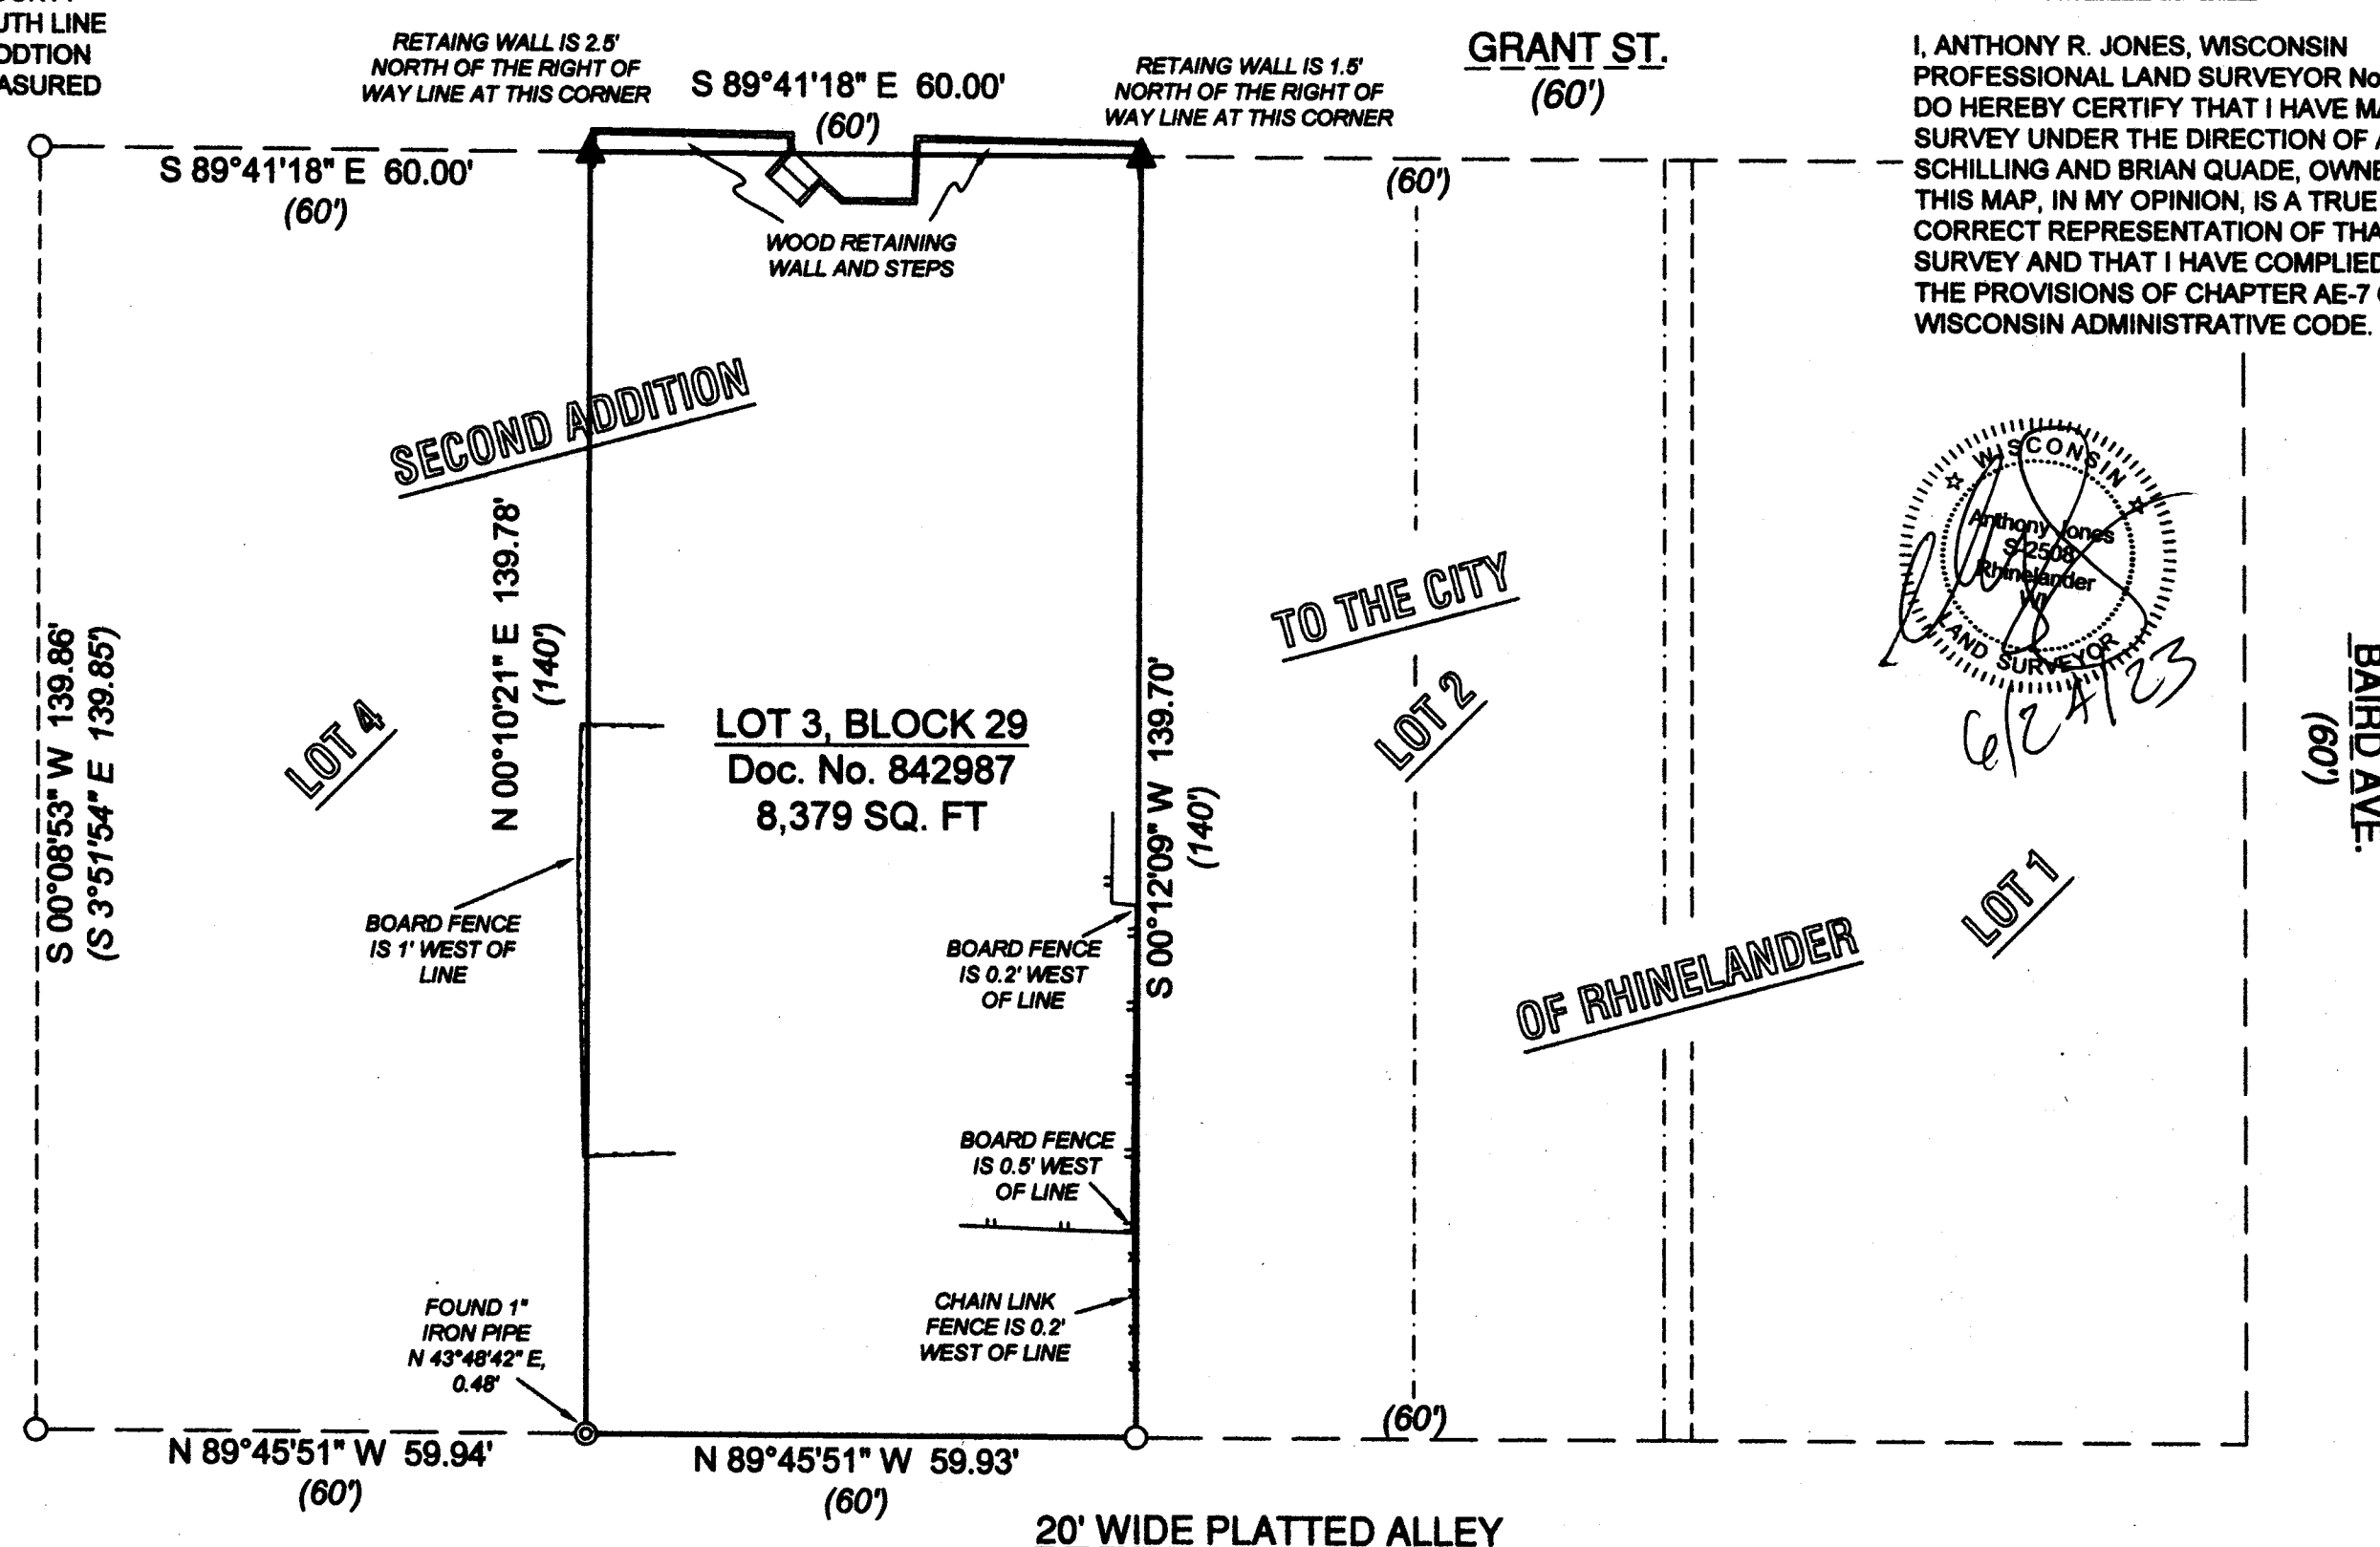 UTH LINE
ASURED
RETAING WALL IS 2.5'
NORTH OF THE RIGHT OF
WAY LINE AT THIS CORNER
S 89°41'18" E 60.00'
(60')
RETAING WALL IS 1.5'
NORTH OF THE RIGHT OF
WAY LINE AT THIS CORNER
GRANT ST.
(60')
I, ANTHONY R. JONES, WISCONSIN
PROFESSIONAL LAND SURVEYOR No
DO HEREBY CERTIFY THAT I HAVE MA
SURVEY UNDER THE DIRECTION OF A
SCHILLING AND BRIAN QUADE, OWNE
THIS MAP, IN MY OPINION, IS A TRUE
CORRECT REPRESENTATION OF THA
SURVEY AND THAT I HAVE COMPLIED
THE PROVISIONS OF CHAPTER AE-7
WISCONSIN ADMINISTRATIVE CODE.
S 89°41'18" E 60.00'
(60')
(60')
WOOD RETAINING
WALL AND STEPS
SECOND ADDITION
TO THE CITY
OF RHINELANDER
WISCONSIN
Anthony Jones
S-2508
Rhinelander
WI
LAND SURVEYOR
6/24/23
S 00°08'53" W 139.86'
(S 3°51'54" E 139.85')
LOT 4
N 00°10'21" E 139.78'
(140')
LOT 3, BLOCK 29
Doc. No. 842987
8,379 SQ. FT
S 00°12'09" W 139.70'
(140')
LOT 2
LOT 1
BAIRD AVE.
(60')
BOARD FENCE
IS 1' WEST OF
LINE
BOARD FENCE
IS 0.2' WEST
OF LINE
BOARD FENCE
IS 0.5' WEST
OF LINE
CHAIN LINK
FENCE IS 0.2'
WEST OF LINE
FOUND 1"
IRON PIPE
N 43°48'42" E,
0.48'
N 89°45'51" W 59.94'
(60')
N 89°45'51" W 59.93'
(60')
(60')
20' WIDE PLATTED ALLEY